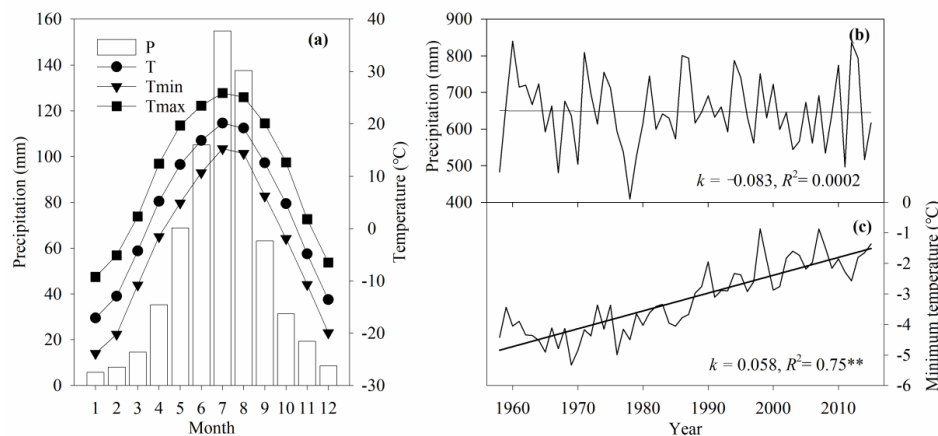 160
140
120
100
80
60
40
20
0
Precipitation (mm)
P
T
Tmin
Tmax
(a)
40
30
20
10
0
-10
-20
-30
Temperature (℃)
1 2 3 4 5 6 7 8 9 10 11 12
Month
900
800
700
600
500
400
Precipitation (mm)
(b)
k = -0.083, R²= 0.0002
(c)
0
-1
-2
-3
-4
-5
-6
Minimum temperature (℃)
k = 0.058, R²= 0.75**
1960 1970 1980 1990 2000 2010
Year